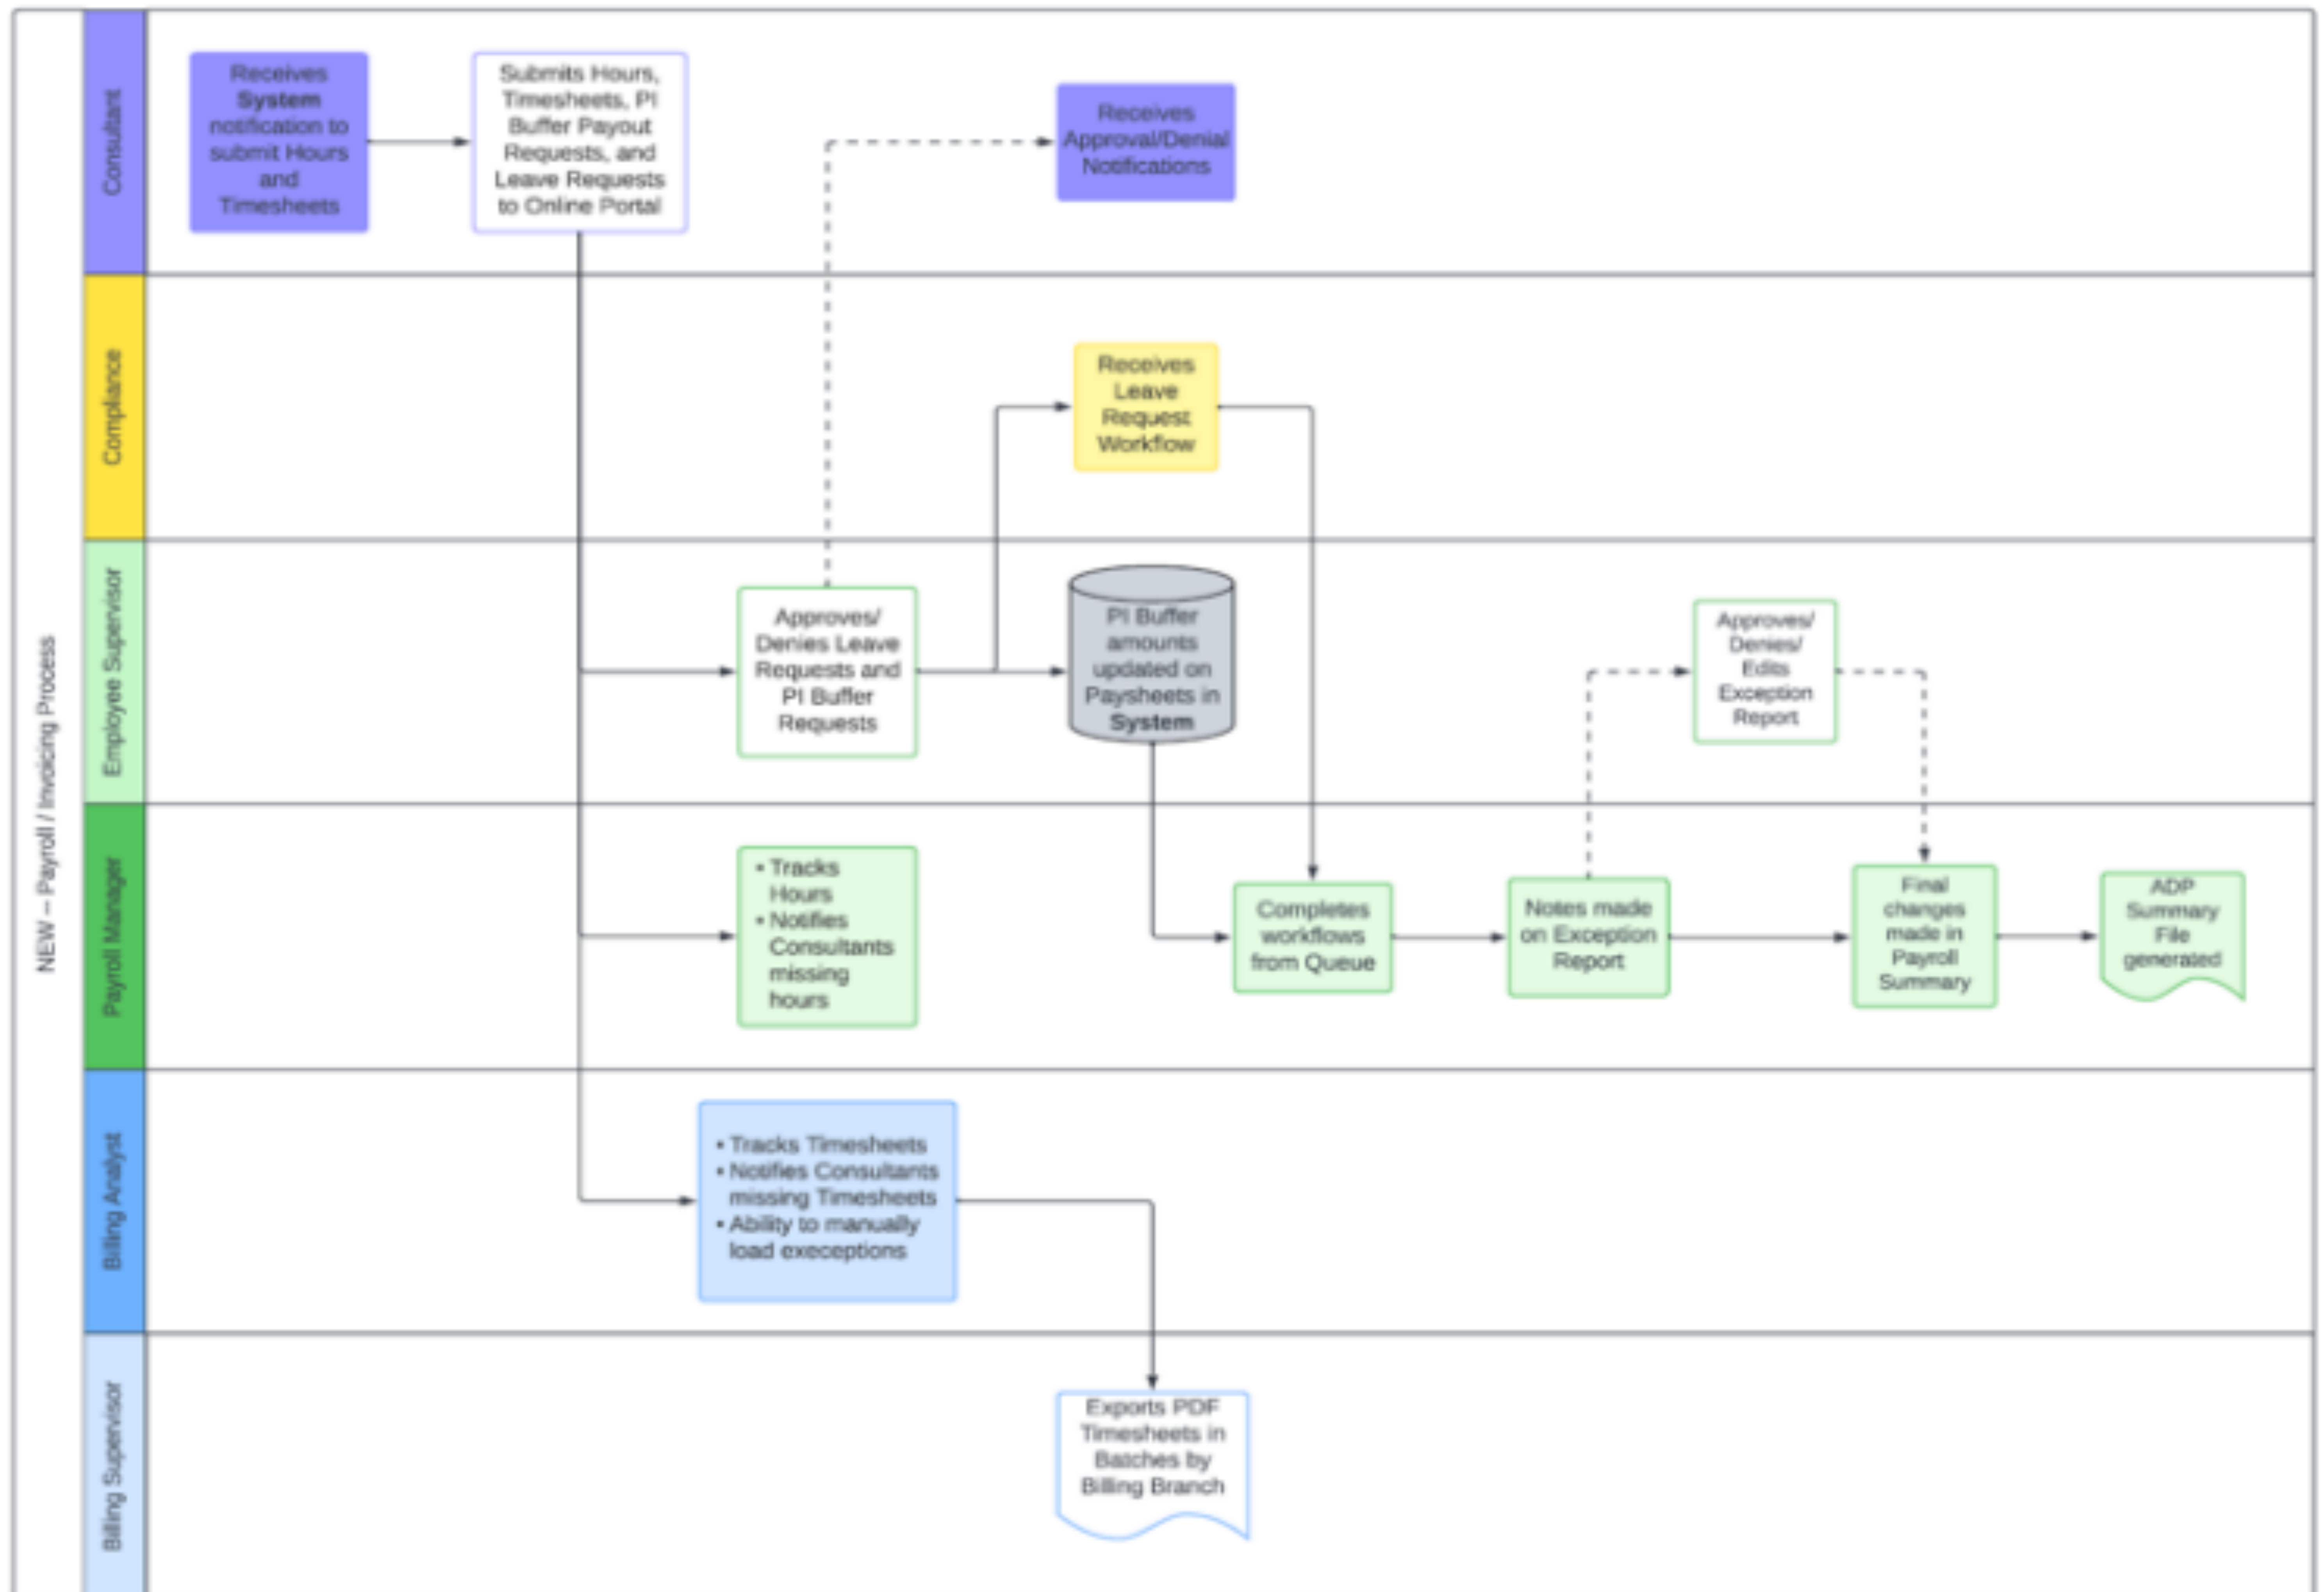 NEW – Payroll / Invoicing Process
Consultant
Receives
System
notification to
submit Hours
and
Timesheets
Submits Hours,
Timesheets, PI
Buffer Payout
Requests, and
Leave Requests
to Online Portal
Receives
Approval/Denial
Notifications
Compliance
Receives
Leave
Request
Workflow
Employee Supervisor
Approves/
Denies Leave
Requests and
PI Buffer
Requests
PI Buffer
amounts
updated on
Paysheets in
System
Approves/
Denies/
Edits
Exception
Report
Payroll Manager
• Tracks
Hours
• Notifies
Consultants
missing
hours
Completes
workflows
from Queue
Notes made
on Exception
Report
Final
changes
made in
Payroll
Summary
ADP
Summary
File
generated
Billing Analyst
• Tracks Timesheets
• Notifies Consultants
missing Timesheets
• Ability to manually
load execeptions
Billing Supervisor
Exports PDF
Timesheets in
Batches by
Billing Branch